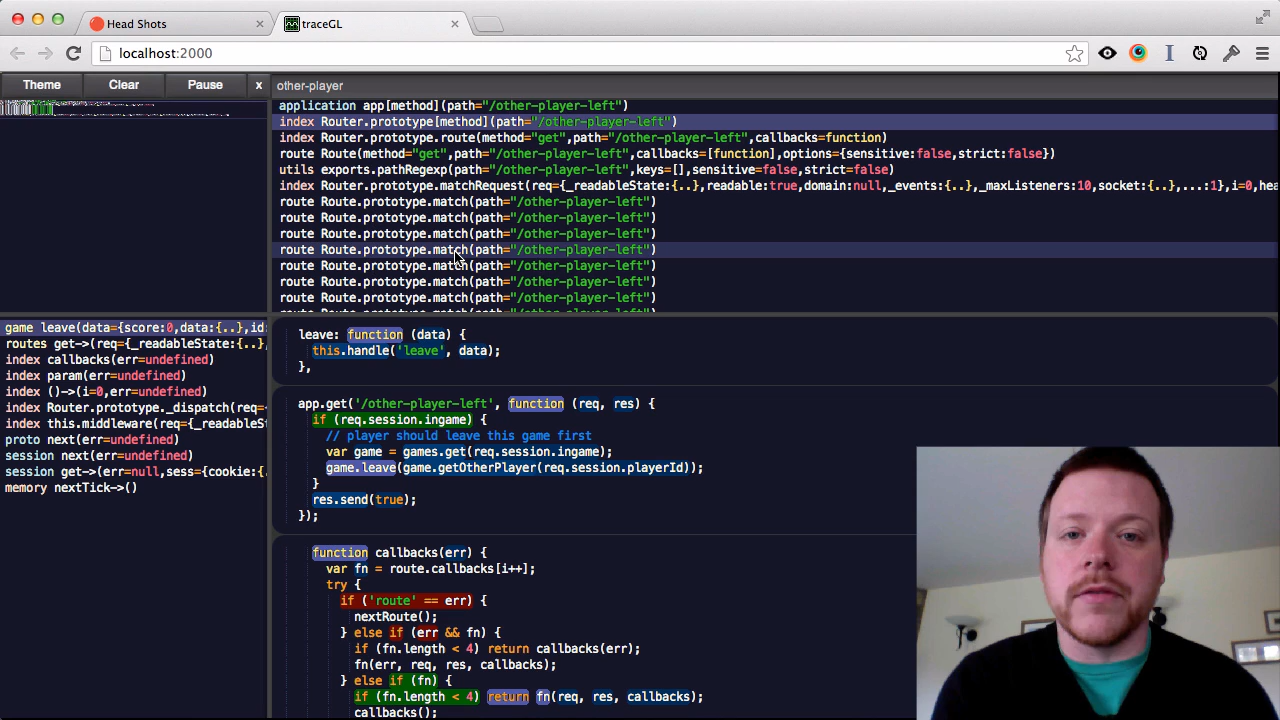 Head Shots
traceGL
localhost:2000
Theme Clear Pause x other-player
application app[method](path="/other-player-left")
index Router.prototype[method](path="/other-player-left")
index Router.prototype.route(method="get",path="/other-player-left",callbacks=function)
route Route(method="get",path="/other-player-left",callbacks=[function],options={sensitive:false,strict:false})
utils exports.pathRegexp(path="/other-player-left",keys=[],sensitive=false,strict=false)
index Router.prototype.matchRequest(req={_readableState:{..},readable:true,domain:null,_events:{..},_maxListeners:10,socket:{..},...:1},i=0,hea
route Route.prototype.match(path="/other-player-left")
route Route.prototype.match(path="/other-player-left")
route Route.prototype.match(path="/other-player-left")
route Route.prototype.match(path="/other-player-left")
route Route.prototype.match(path="/other-player-left")
route Route.prototype.match(path="/other-player-left")
route Route.prototype.match(path="/other-player-left")
game leave(data={score:0,data:{..},id:
routes get->(req={_readableState:{..},
index callbacks(err=undefined)
index param(err=undefined)
index ()->(i=0,err=undefined)
index Router.prototype._dispatch(req=
index this.middleware(req={_readableSt
proto next(err=undefined)
session next(err=undefined)
session get->(err=null,sess={cookie:{.
memory nextTick->()
leave: function (data) {
this.handle('leave', data);
},
app.get('/other-player-left', function (req, res) {
if (req.session.ingame) {
// player should leave this game first
var game = games.get(req.session.ingame);
game.leave(game.getOtherPlayer(req.session.playerId));
}
res.send(true);
});
function callbacks(err) {
var fn = route.callbacks[i++];
try {
if ('route' == err) {
nextRoute();
} else if (err && fn) {
if (fn.length < 4) return callbacks(err);
fn(err, req, res, callbacks);
} else if (fn) {
if (fn.length < 4) return fn(req, res, callbacks);
callbacks();